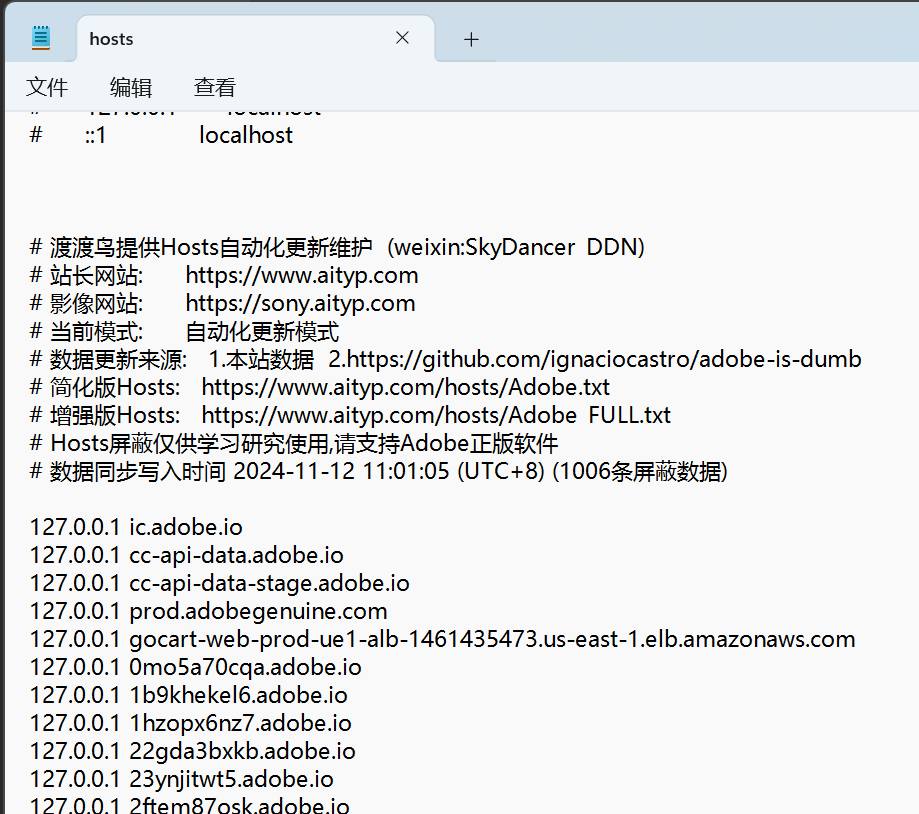 hosts
文件 编辑 查看
# 127.0.0.1 localhost
# ::1 localhost
# 渡渡鸟提供Hosts自动化更新维护 (weixin:SkyDancer DDN)
# 站长网站: https://www.aityp.com
# 影像网站: https://sony.aityp.com
# 当前模式: 自动化更新模式
# 数据更新来源: 1.本站数据 2.https://github.com/ignaciocastro/adobe-is-dumb
# 简化版Hosts: https://www.aityp.com/hosts/Adobe.txt
# 增强版Hosts: https://www.aityp.com/hosts/Adobe FULL.txt
# Hosts屏蔽仅供学习研究使用,请支持Adobe正版软件
# 数据同步写入时间 2024-11-12 11:01:05 (UTC+8) (1006条屏蔽数据)
127.0.0.1 ic.adobe.io
127.0.0.1 cc-api-data.adobe.io
127.0.0.1 cc-api-data-stage.adobe.io
127.0.0.1 prod.adobegenuine.com
127.0.0.1 gocart-web-prod-ue1-alb-1461435473.us-east-1.elb.amazonaws.com
127.0.0.1 0mo5a70cqa.adobe.io
127.0.0.1 1b9khekel6.adobe.io
127.0.0.1 1hzopx6nz7.adobe.io
127.0.0.1 22gda3bxkb.adobe.io
127.0.0.1 23ynjitwt5.adobe.io
127.0.0.1 2ftem87osk.adobe.io